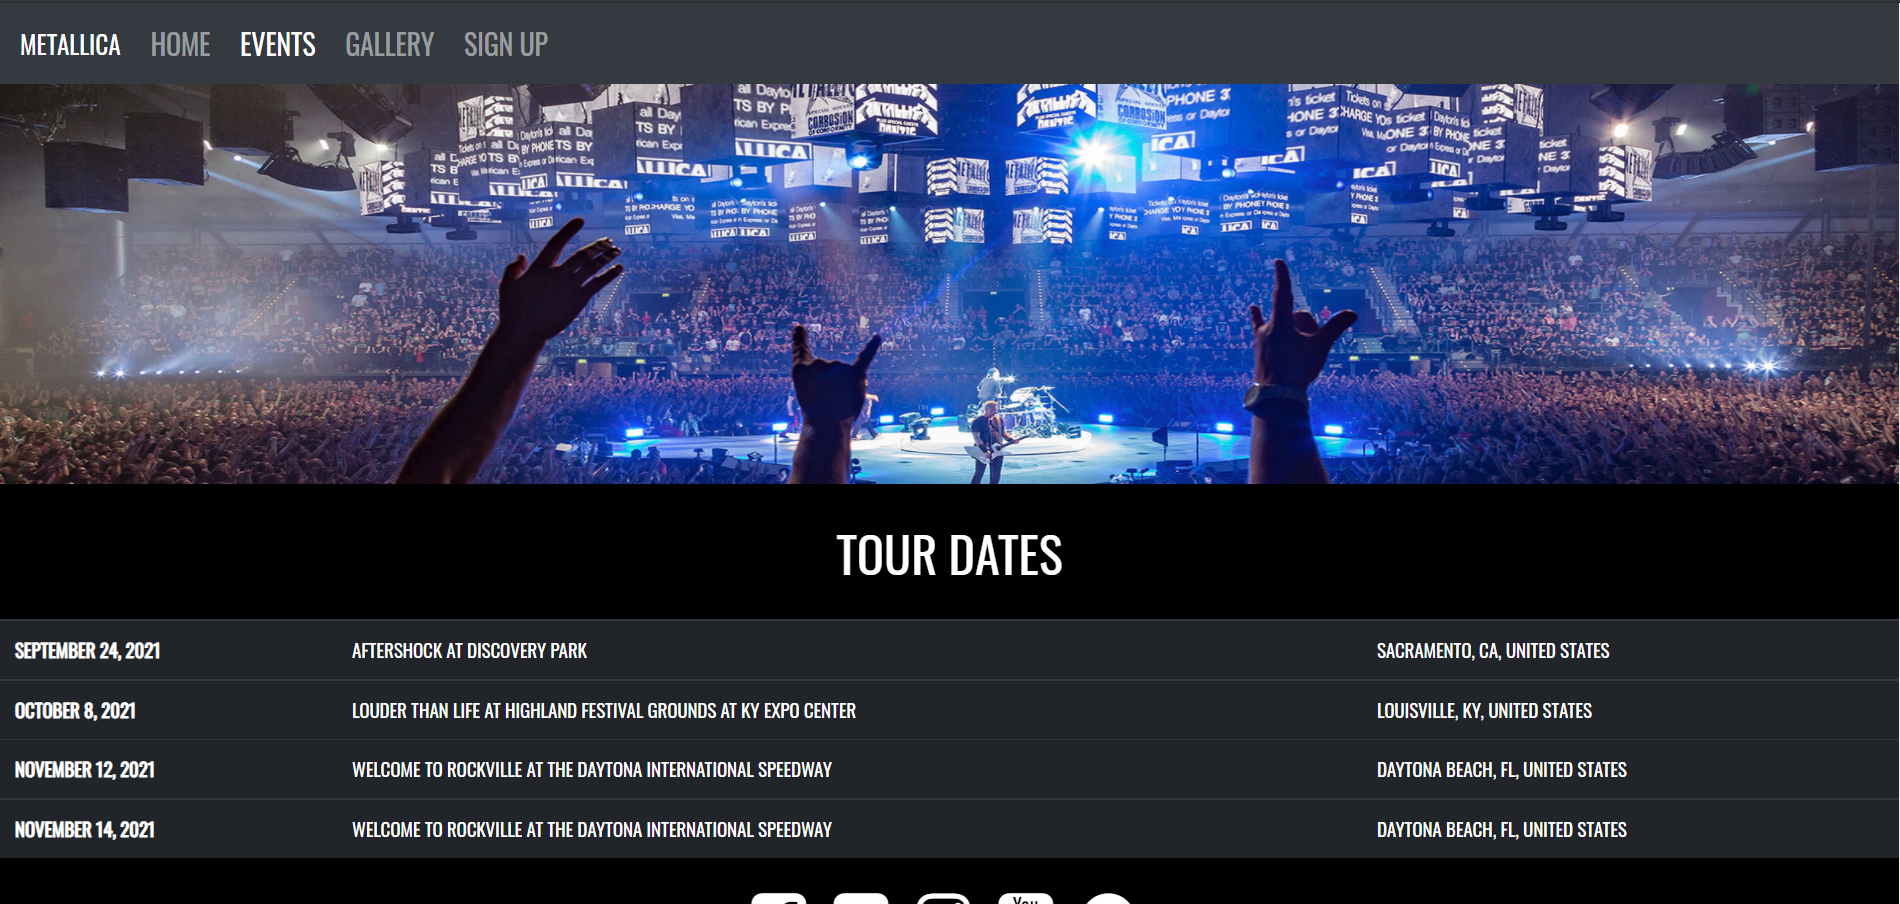 METALLICA HOME EVENTS GALLERY SIGN UP
TOUR DATES
SEPTEMBER 24, 2021 AFTERSHOCK AT DISCOVERY PARK SACRAMENTO, CA, UNITED STATES
OCTOBER 8, 2021 LOUDER THAN LIFE AT HIGHLAND FESTIVAL GROUNDS AT KY EXPO CENTER LOUISVILLE, KY, UNITED STATES
NOVEMBER 12, 2021 WELCOME TO ROCKVILLE AT THE DAYTONA INTERNATIONAL SPEEDWAY DAYTONA BEACH, FL, UNITED STATES
NOVEMBER 14, 2021 WELCOME TO ROCKVILLE AT THE DAYTONA INTERNATIONAL SPEEDWAY DAYTONA BEACH, FL, UNITED STATES
You